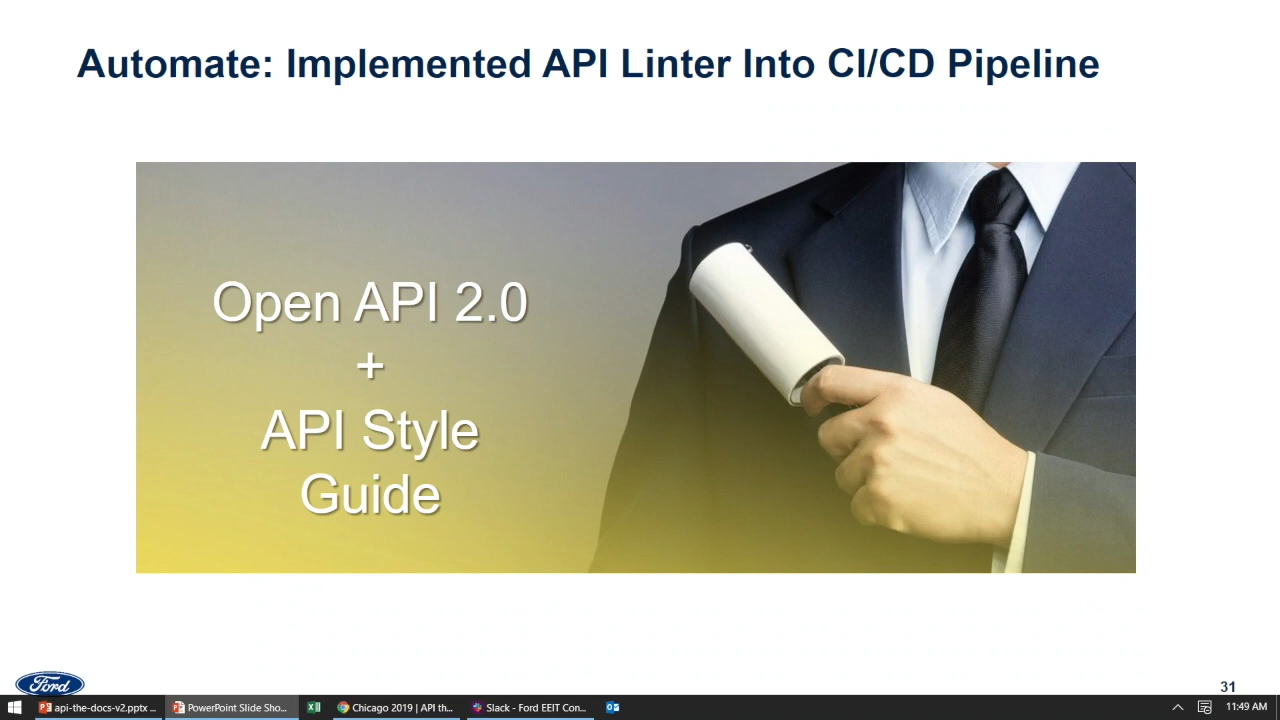 Automate: Implemented API Linter Into CI/CD Pipeline
Open API 2.0
+
API Style
Guide
Ford
31
api-the-docs-v2.pptx ...
PowerPoint Slide Sho...
Chicago 2019 | API th...
Slack - Ford EEIT Con...
11:49 AM